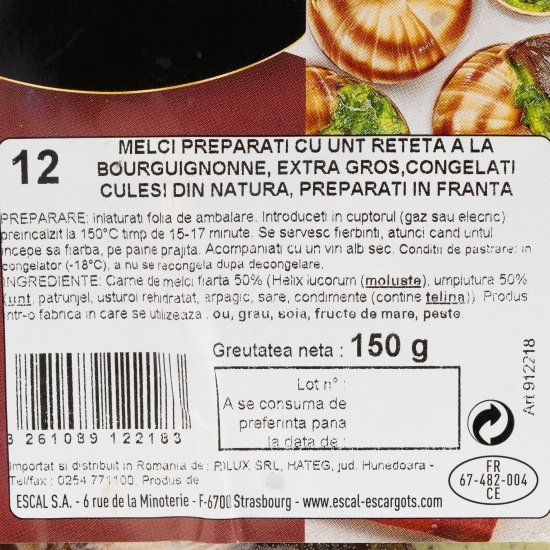 12
MELCI PREPARATI CU UNT RETETA A LA
BOURGUIGNONNE, EXTRA GROS,CONGELATI
CULESI DIN NATURA, PREPARATI IN FRANTA
PREPARARE: inlaturati folia de ambalare. Introduceti in cuptorul (gaz sau elecric)
preincalzit la 150°C timp de 15-17 minute. Se servesc fierbinti, atunci cand untul
incepe sa fiarba, pe paine prajita. Acompaniati cu un vin alb sec. Conditii de pastrare: in
congelator (-18°C), a nu se recongela dupa decongelare.
INGREDIENTE: Carne de melci fiarta 50% (Helix lucorum (moluste), umplutura 50%
(unt, patrunjel, usturoi rehidratat, arpagic, sare, condimente (contine telina)). Produs
intr-o fabrica in care se utilizeaza : ou, grau, soia, fructe de mare, peste.
Greutatea neta : 150 g
Lot n° :
A se consuma de
preferinta pana
la data de :
Art 912218
3 261089 122183
Importat si distribuit in Romania de : RILUX SRL, HATEG, jud. Hunedoara -
Tel/fax : 0254 771100. Produs de
ESCAL S.A. - 6 rue de la Minoterie - F-6700 Strasbourg - www.escal-escargots.com
FR
67-482-004
CE